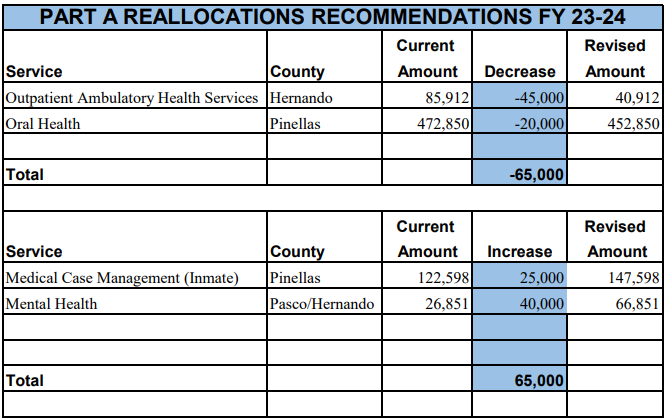 PART A REALLOCATIONS RECOMMENDATIONS FY 23-24
Current Revised
Service County Amount Decrease Amount
Outpatient Ambulatory Health Services Hernando 85,912 -45,000 40,912
Oral Health Pinellas 472,850 -20,000 452,850
Total -65,000
Current Revised
Service County Amount Increase Amount
Medical Case Management (Inmate) Pinellas 122,598 25,000 147,598
Mental Health Pasco/Hernando 26,851 40,000 66,851
Total 65,000